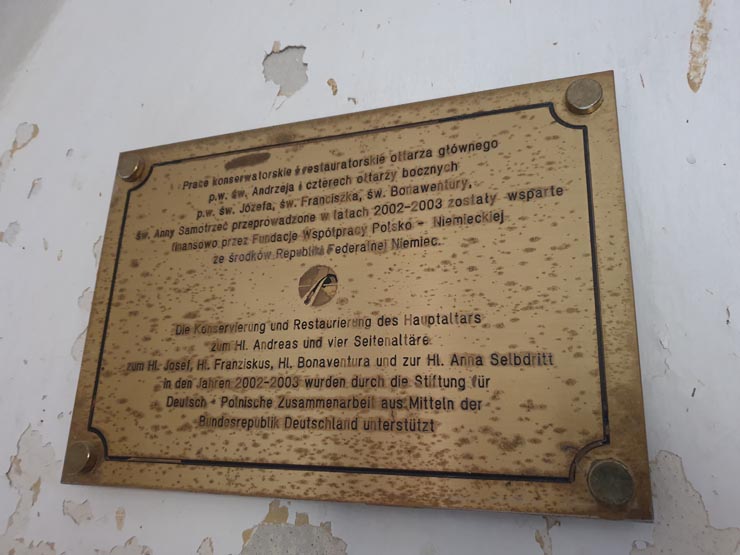 Prace konserwatorskie i restauratorskie ołtarza głównego
p.w. św. Andrzeja i czterech ołtarzy bocznych
p.w. św. Józefa, św. Franciszka, św. Bonawentury,
św. Anny Samotrzeć przeprowadzone w latach 2002-2003 zostały wsparte
finansowo przez Fundację Współpracy Polsko - Niemieckiej
ze środków Republiki Federalnej Niemiec.
Die Konservierung und Restaurierung des Hauptaltars
zum Hl. Andreas und vier Seitenaltäre
zum Hl. Josef, Hl. Franziskus, Hl. Bonaventura und zur Hl. Anna Selbdritt
in den Jahren 2002-2003 wurden durch die Stiftung für
Deutsch - Polnische Zusammenarbeit aus Mitteln der
Bundesrepublik Deutschland unterstützt